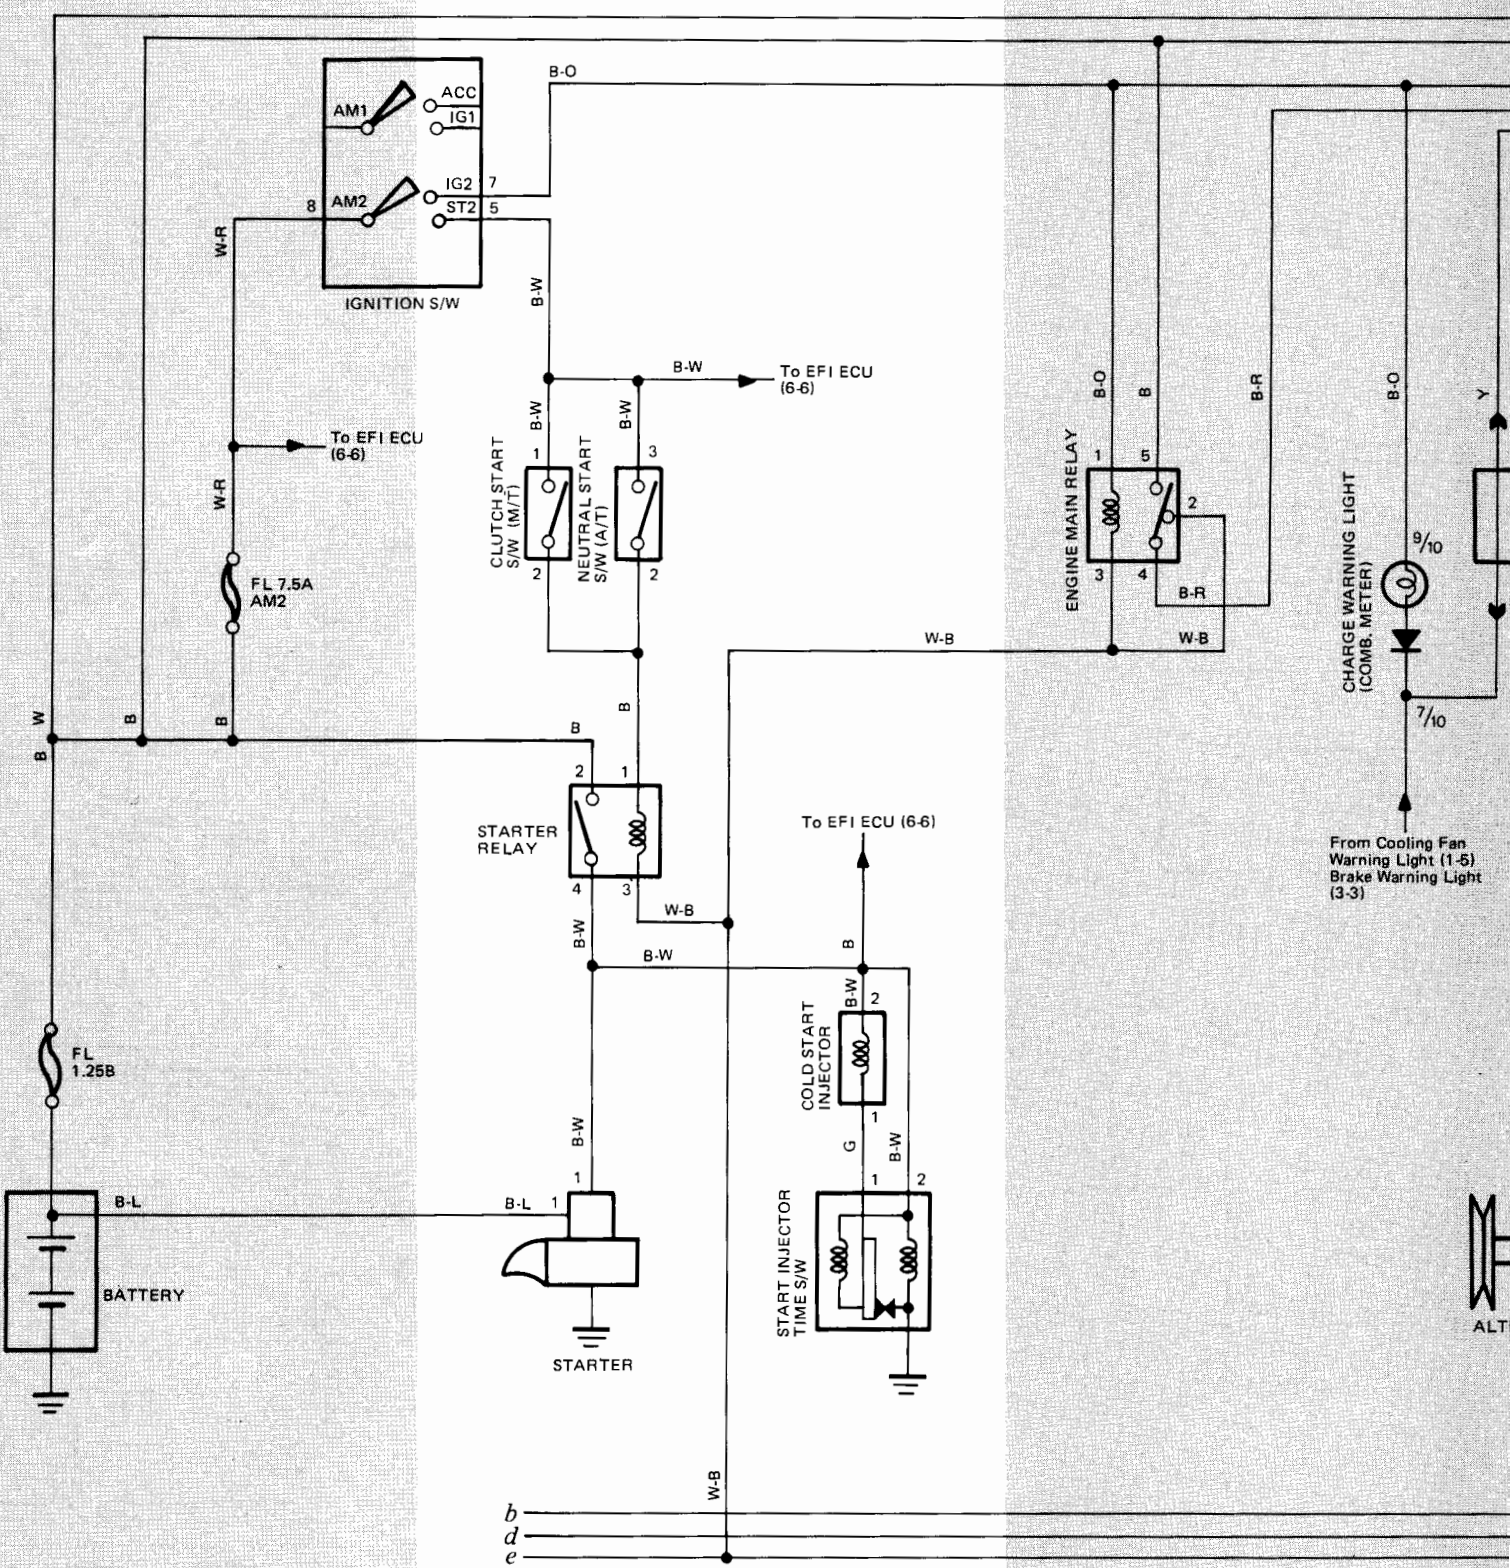 B-O
ACC
AM1
IG1
IG2 7
8 AM2
ST2 5
W-R
IGNITION S/W
B-W
B-W
To EFI ECU
(6-6)
To EFI ECU
(6-6)
B-W
B-W
B-O
B
B-R
B-O
Y
W-R
1
3
CLUTCH START
S/W (M/T)
NEUTRAL START
S/W (A/T)
2
2
FL 7.5A
AM2
ENGINE MAIN RELAY
1
5
2
3
4
B-R
W-B
W-B
9/10
CHARGE WARNING LIGHT
(COMB. METER)
7/10
W
B
B
B
B
B
2
1
STARTER
RELAY
4
3
W-B
B-W
B-W
To EFI ECU (6-6)
B
From Cooling Fan
Warning Light (1-5)
Brake Warning Light
(3-3)
B-W
2
COLD START
INJECTOR
1
FL
1.25B
G
B-W
B-W
1
B-L
B-L
1
1
2
START INJECTOR
TIME S/W
BATTERY
STARTER
ALT
W-B
b
d
e